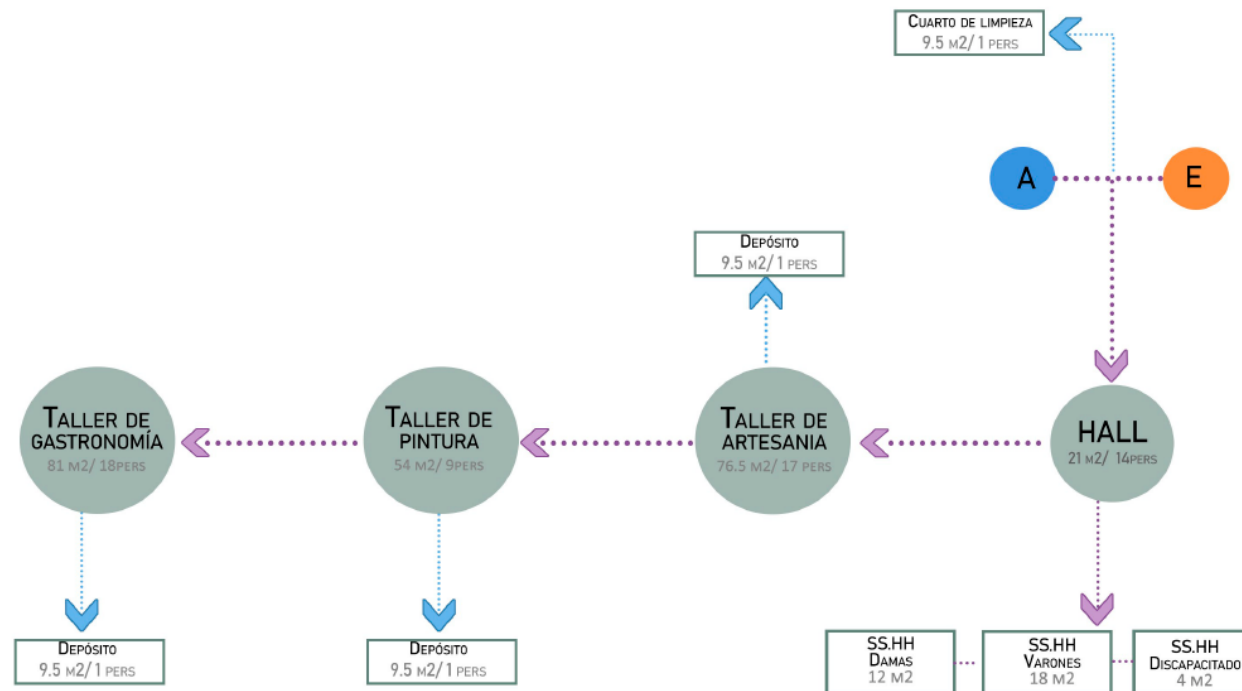 CUARTO DE LIMPIEZA
9.5 M2/ 1 PERS
A
E
DEPÓSITO
9.5 M2/ 1 PERS
TALLER DE
GASTRONOMÍA
81 M2/ 18PERS
TALLER DE
PINTURA
54 M2/ 9PERS
TALLER DE
ARTESANIA
76.5 M2/ 17 PERS
HALL
21 M2/ 14PERS
DEPÓSITO
9.5 M2/ 1 PERS
DEPÓSITO
9.5 M2/ 1 PERS
SS.HH
DAMAS
12 M2
SS.HH
VARONES
18 M2
SS.HH
DISCAPACITADO
4 M2